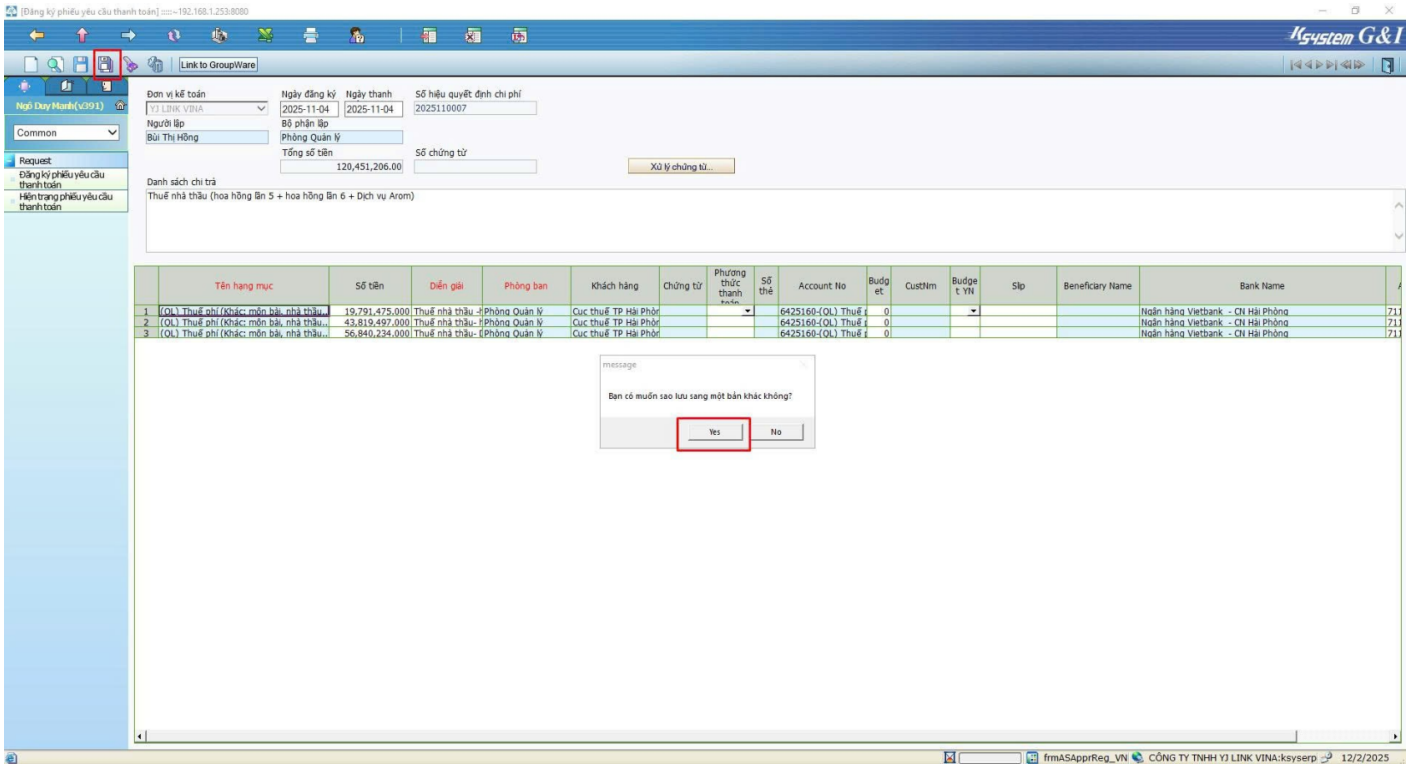 [Đăng ký phiếu yêu cầu thanh toán] :::::~192.168.1.253:8080
Ksystem G&I
Link to GroupWare
Ngô Duy Mạnh(v391)
Common
Request
Đăng ký phiếu yêu cầu
thanh toán
Hiện trạng phiếu yêu cầu
thanh toán
Đơn vị kế toán Ngày đăng ký Ngày thanh Số hiệu quyết định chi phí
YJ LINK VINA 2025-11-04 2025-11-04 2025110007
Người lập Bộ phận lập
Bùi Thị Hồng Phòng Quản lý
Tổng số tiền Số chứng từ
120,451,206.00 Xử lý chứng từ...
Danh sách chi trả
Thuế nhà thầu (hoa hồng lần 5 + hoa hồng lần 6 + Dịch vụ Arom)
Tên hạng mục Số tiền Diễn giải Phòng ban Khách hàng Chứng từ Phương thức thanh toán Số thẻ Account No Budg et CustNm Budge t YN Slip Beneficiary Name Bank Name
1 (QL) Thuế phí (Khác: môn bài, nhà thầu... 19,791,475.000 Thuế nhà thầu - Phòng Quản lý Cục thuế TP Hải Phòn 6425160-(QL) Thuế 0 Ngân hàng Vietbank - CN Hải Phòng 711
2 (QL) Thuế phí (Khác: môn bài, nhà thầu... 43,819,497.000 Thuế nhà thầu- Phòng Quản lý Cục thuế TP Hải Phòn 6425160-(QL) Thuế 0 Ngân hàng Vietbank - CN Hải Phòng 711
3 (QL) Thuế phí (Khác: môn bài, nhà thầu... 56,840,234.000 Thuế nhà thầu- Phòng Quản lý Cục thuế TP Hải Phòn 6425160-(QL) Thuế 0 Ngân hàng Vietbank - CN Hải Phòng 711
message
Bạn có muốn sao lưu sang một bản khác không?
Yes No
frmASApprReg_VN CÔNG TY TNHH YJ LINK VINA:ksyserp 12/2/2025